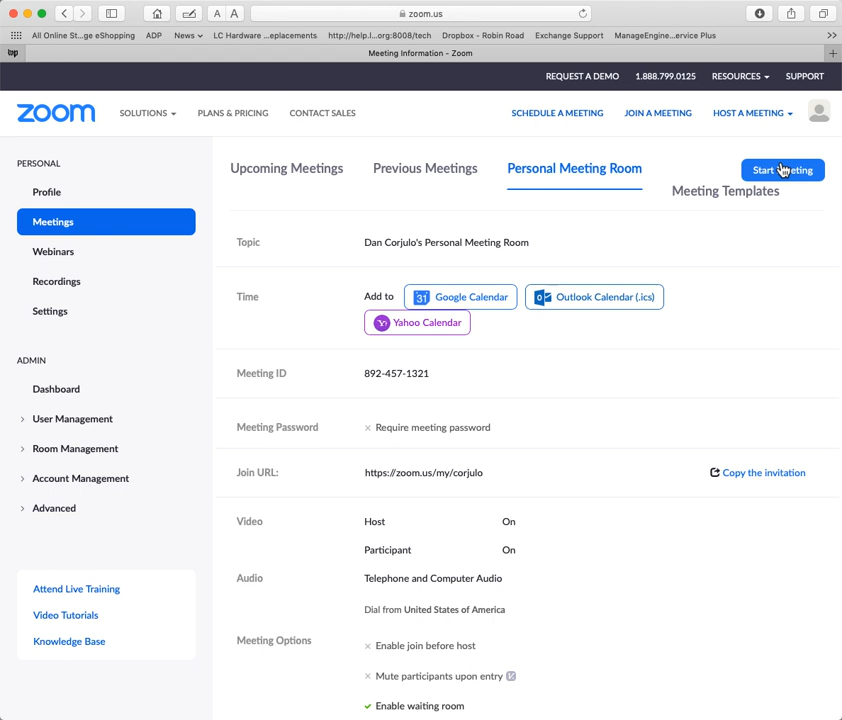 A A
zoom.us
All Online St...ge eShopping ADP News LC Hardware ...eplacements http://help.l...org:8008/tech Dropbox - Robin Road Exchange Support ManageEngine...ervice Plus
Meeting Information - Zoom
REQUEST A DEMO 1.888.799.0125 RESOURCES SUPPORT
zoom SOLUTIONS PLANS & PRICING CONTACT SALES SCHEDULE A MEETING JOIN A MEETING HOST A MEETING
PERSONAL
Profile
Meetings
Webinars
Recordings
Settings
ADMIN
Dashboard
User Management
Room Management
Account Management
Advanced
Attend Live Training
Video Tutorials
Knowledge Base
Upcoming Meetings Previous Meetings Personal Meeting Room
Start Meeting
Meeting Templates
Topic Dan Corjulo's Personal Meeting Room
Time Add to 31 Google Calendar Outlook Calendar (.ics)
Yahoo Calendar
Meeting ID 892-457-1321
Meeting Password Require meeting password
Join URL: https://zoom.us/my/corjulo Copy the invitation
Video Host On
Participant On
Audio Telephone and Computer Audio
Dial from United States of America
Meeting Options Enable join before host
Mute participants upon entry
Enable waiting room